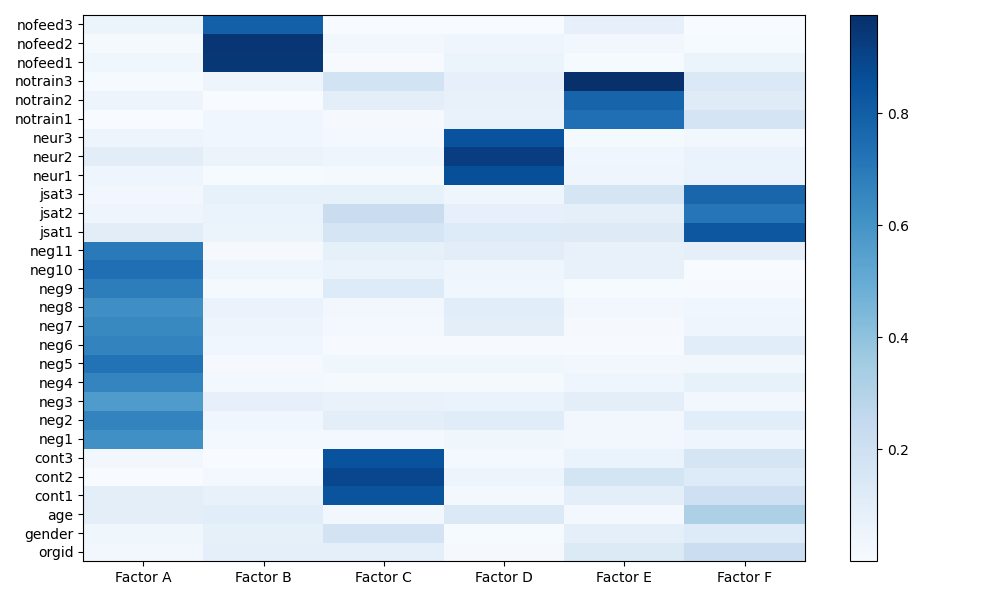 nofeed3
nofeed2
nofeed1
notrain3
notrain2
notrain1
neur3
neur2
neur1
jsat3
jsat2
jsat1
neg11
neg10
neg9
neg8
neg7
neg6
neg5
neg4
neg3
neg2
neg1
cont3
cont2
cont1
age
gender
orgid
Factor A Factor B Factor C Factor D Factor E Factor F
0.8
0.6
0.4
0.2